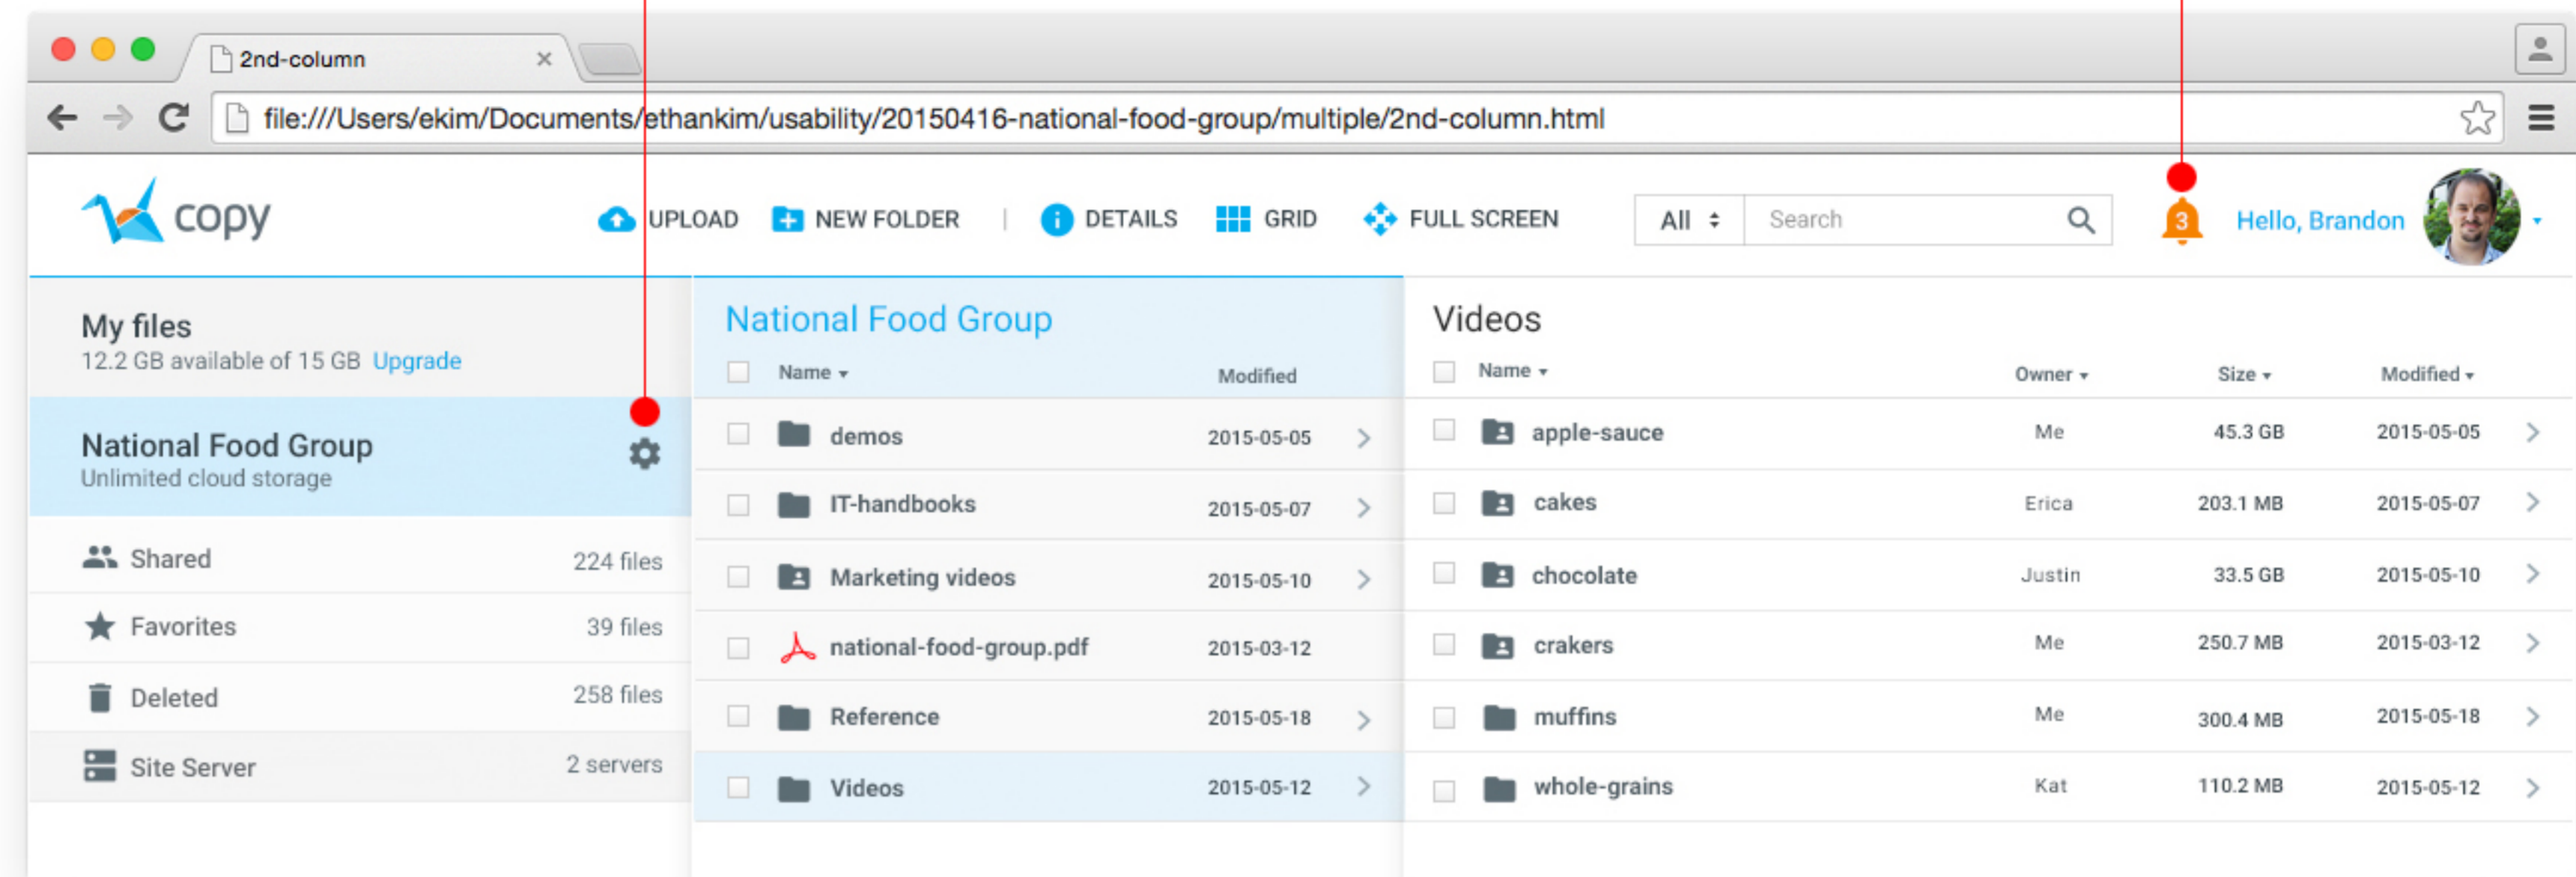 2nd-column
file:///Users/ekim/Documents/ethankim/usability/20150416-national-food-group/multiple/2nd-column.html
copy UPLOAD NEW FOLDER | DETAILS GRID FULL SCREEN All Search 3 Hello, Brandon
My files
12.2 GB available of 15 GB Upgrade
National Food Group
Unlimited cloud storage
Shared 224 files
Favorites 39 files
Deleted 258 files
Site Server 2 servers
National Food Group
Name Modified
demos 2015-05-05
IT-handbooks 2015-05-07
Marketing videos 2015-05-10
national-food-group.pdf 2015-03-12
Reference 2015-05-18
Videos 2015-05-12
Videos
Name Owner Size Modified
apple-sauce Me 45.3 GB 2015-05-05
cakes Erica 203.1 MB 2015-05-07
chocolate Justin 33.5 GB 2015-05-10
crakers Me 250.7 MB 2015-03-12
muffins Me 300.4 MB 2015-05-18
whole-grains Kat 110.2 MB 2015-05-12